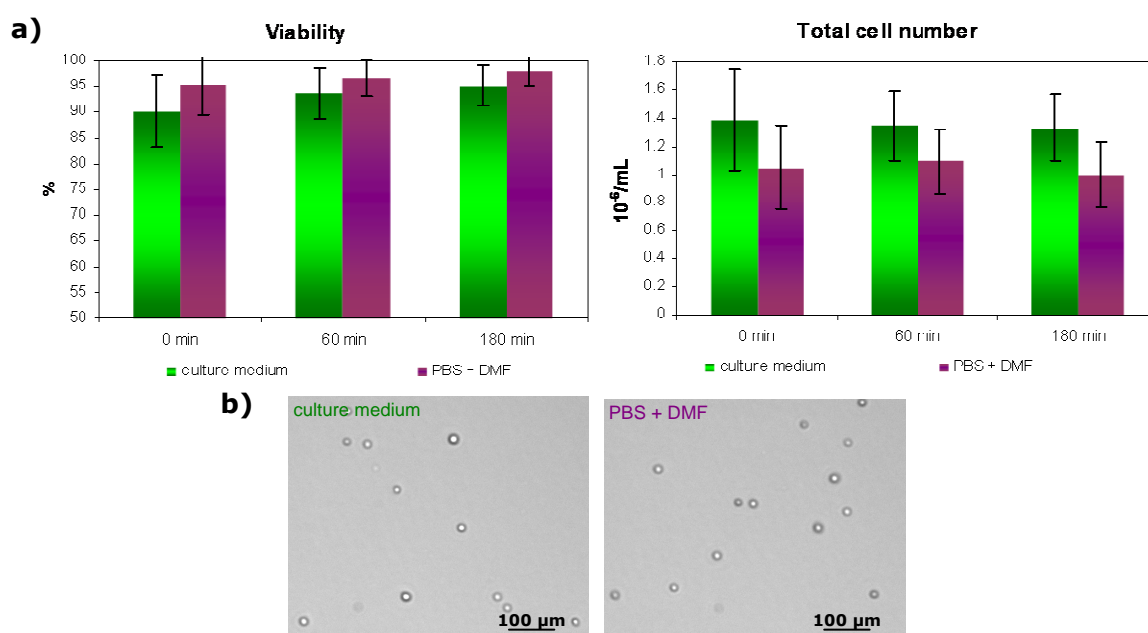 a)
Viability
100
95
90
85
80
75
70
65
60
55
50
%
0 min 60 min 180 min
culture medium PBS – DMF
Total cell number
1.8
1.6
1.4
1.2
1
0.8
0.6
0.4
0.2
0
10⁻⁶/mL
0 min 60 min 180 min
culture medium PBS + DMF
b)
culture medium
100 µm
PBS + DMF
100 µm